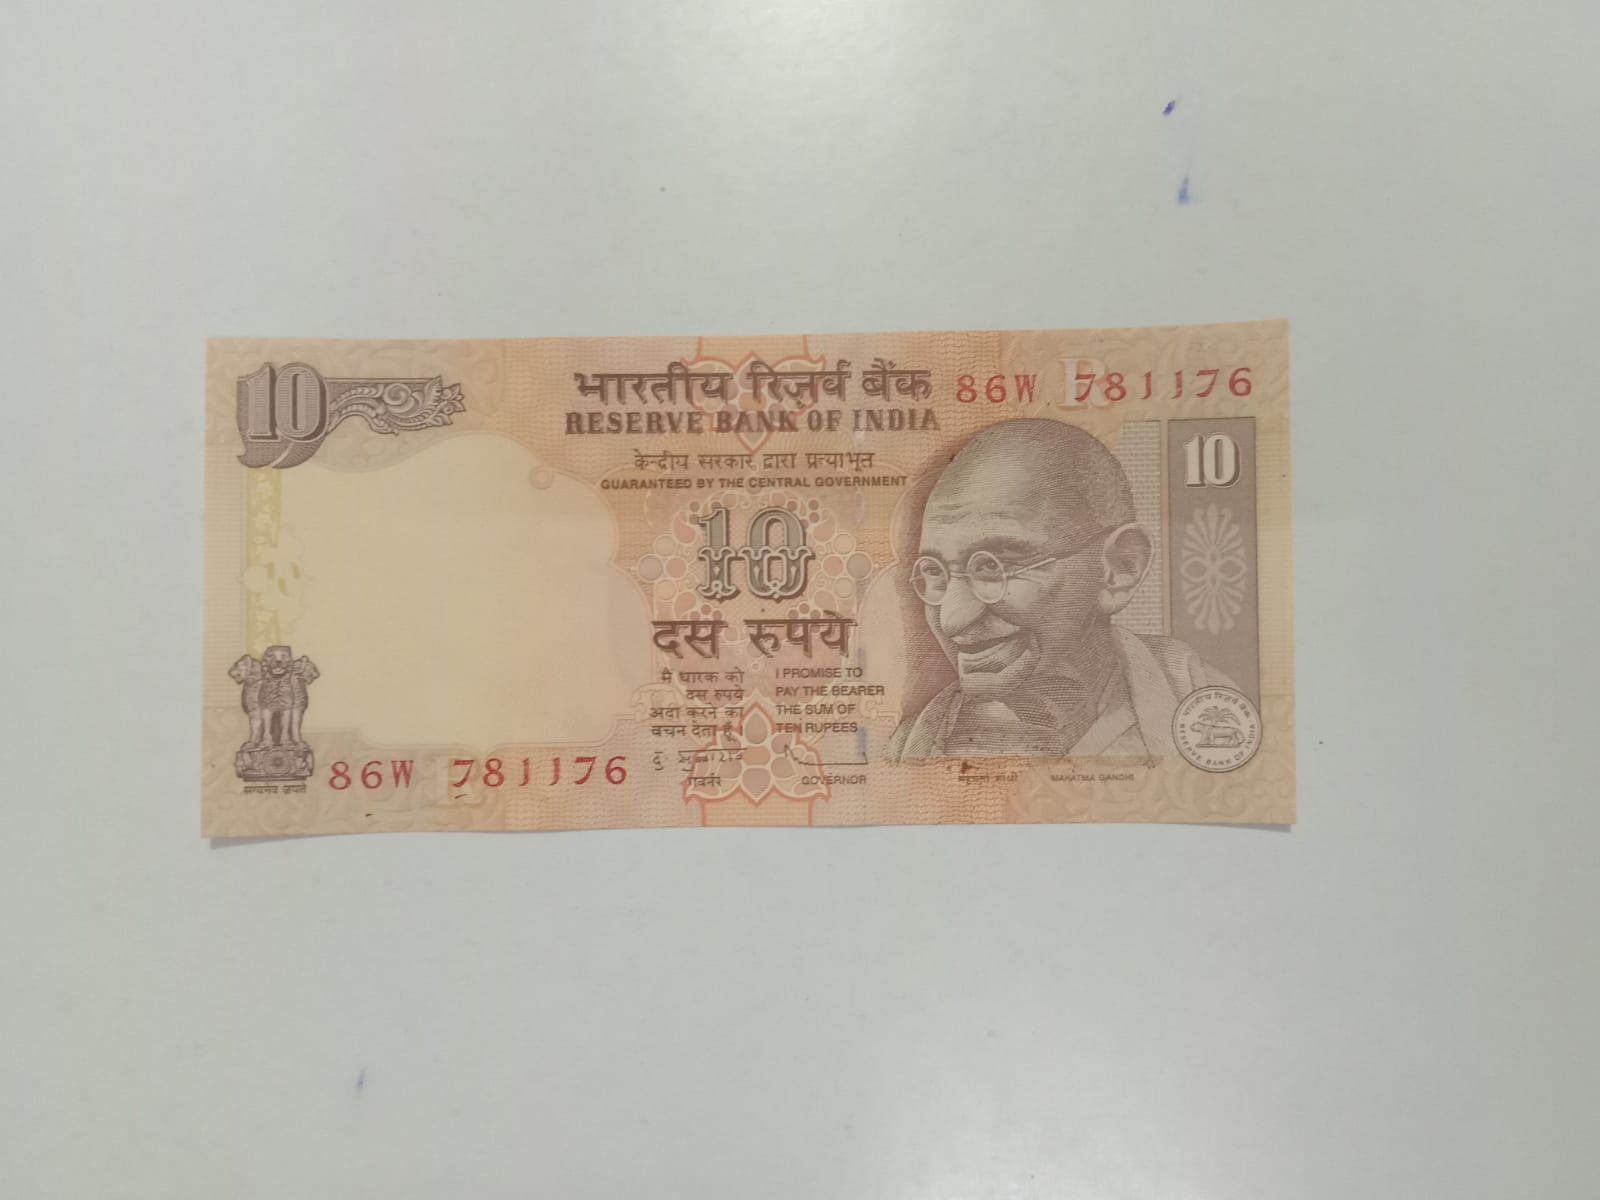 10
भारतीय रिज़र्व बैंक
RESERVE BANK OF INDIA
86W 781176
केन्द्रीय सरकार द्वारा प्रत्याभूत
GUARANTEED BY THE CENTRAL GOVERNMENT
10
10
दस रुपये
मैं धारक को
दस रुपये
अदा करने का
वचन देता हूँ।
I PROMISE TO
PAY THE BEARER
THE SUM OF
TEN RUPEES
गवर्नर
GOVERNOR
सत्यमेव जयते
86W 781176
महात्मा गांधी
MAHATMA GANDHI
भारतीय रिज़र्व बैंक
RESERVE BANK OF INDIA